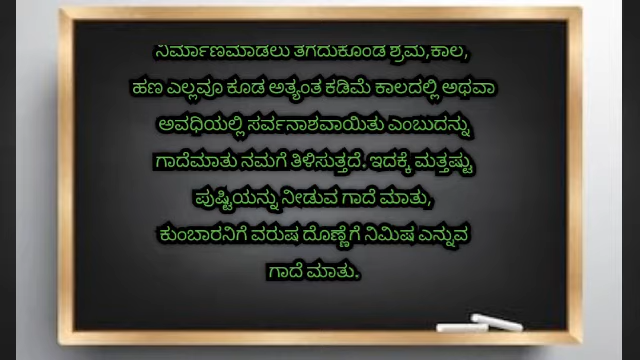 ನಿರ್ಮಾಣಮಾಡಲು ತಗದುಕೊಂಡ ಶ್ರಮ,ಕಾಲ,
ಹಣ ಎಲ್ಲವೂ ಕೂಡ ಅತ್ಯಂತ ಕಡಿಮೆ ಕಾಲದಲ್ಲಿ ಅಥವಾ
ಅವಧಿಯಲ್ಲಿ ಸರ್ವನಾಶವಾಯಿತು ಎಂಬುದನ್ನು
ಗಾದೆಮಾತು ನಮಗೆ ತಿಳಿಸುತ್ತದೆ. ಇದಕ್ಕೆ ಮತ್ತಷ್ಟು
ಪುಷ್ಟಿಯನ್ನು ನೀಡುವ ಗಾದೆ ಮಾತು,
ಕುಂಬಾರನಿಗೆ ವರುಷ ದೊಣ್ಣೆಗೆ ನಿಮಿಷ ಎನ್ನುವ
ಗಾದೆ ಮಾತು.